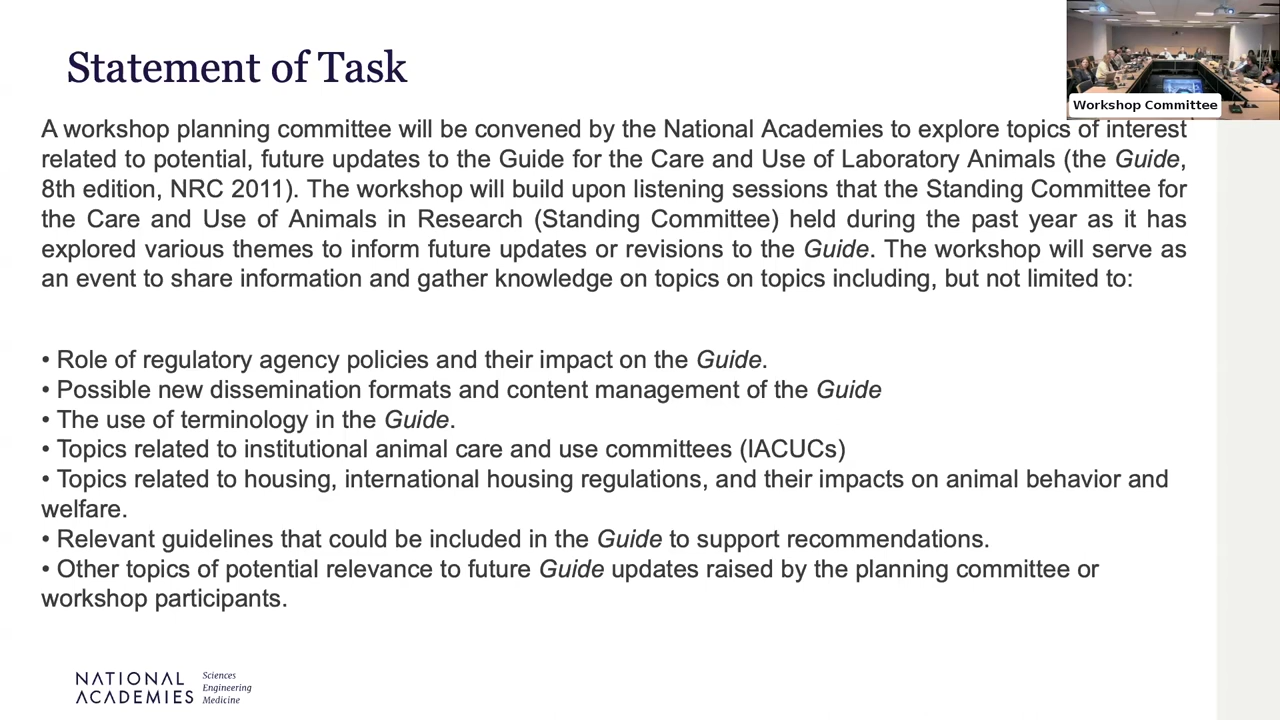 Statement of Task
Workshop Committee
A workshop planning committee will be convened by the National Academies to explore topics of interest
related to potential, future updates to the Guide for the Care and Use of Laboratory Animals (the Guide,
8th edition, NRC 2011). The workshop will build upon listening sessions that the Standing Committee for
the Care and Use of Animals in Research (Standing Committee) held during the past year as it has
explored various themes to inform future updates or revisions to the Guide. The workshop will serve as
an event to share information and gather knowledge on topics on topics including, but not limited to:
• Role of regulatory agency policies and their impact on the Guide.
• Possible new dissemination formats and content management of the Guide
• The use of terminology in the Guide.
• Topics related to institutional animal care and use committees (IACUCs)
• Topics related to housing, international housing regulations, and their impacts on animal behavior and
welfare.
• Relevant guidelines that could be included in the Guide to support recommendations.
• Other topics of potential relevance to future Guide updates raised by the planning committee or
workshop participants.
NATIONAL
ACADEMIES
Sciences
Engineering
Medicine